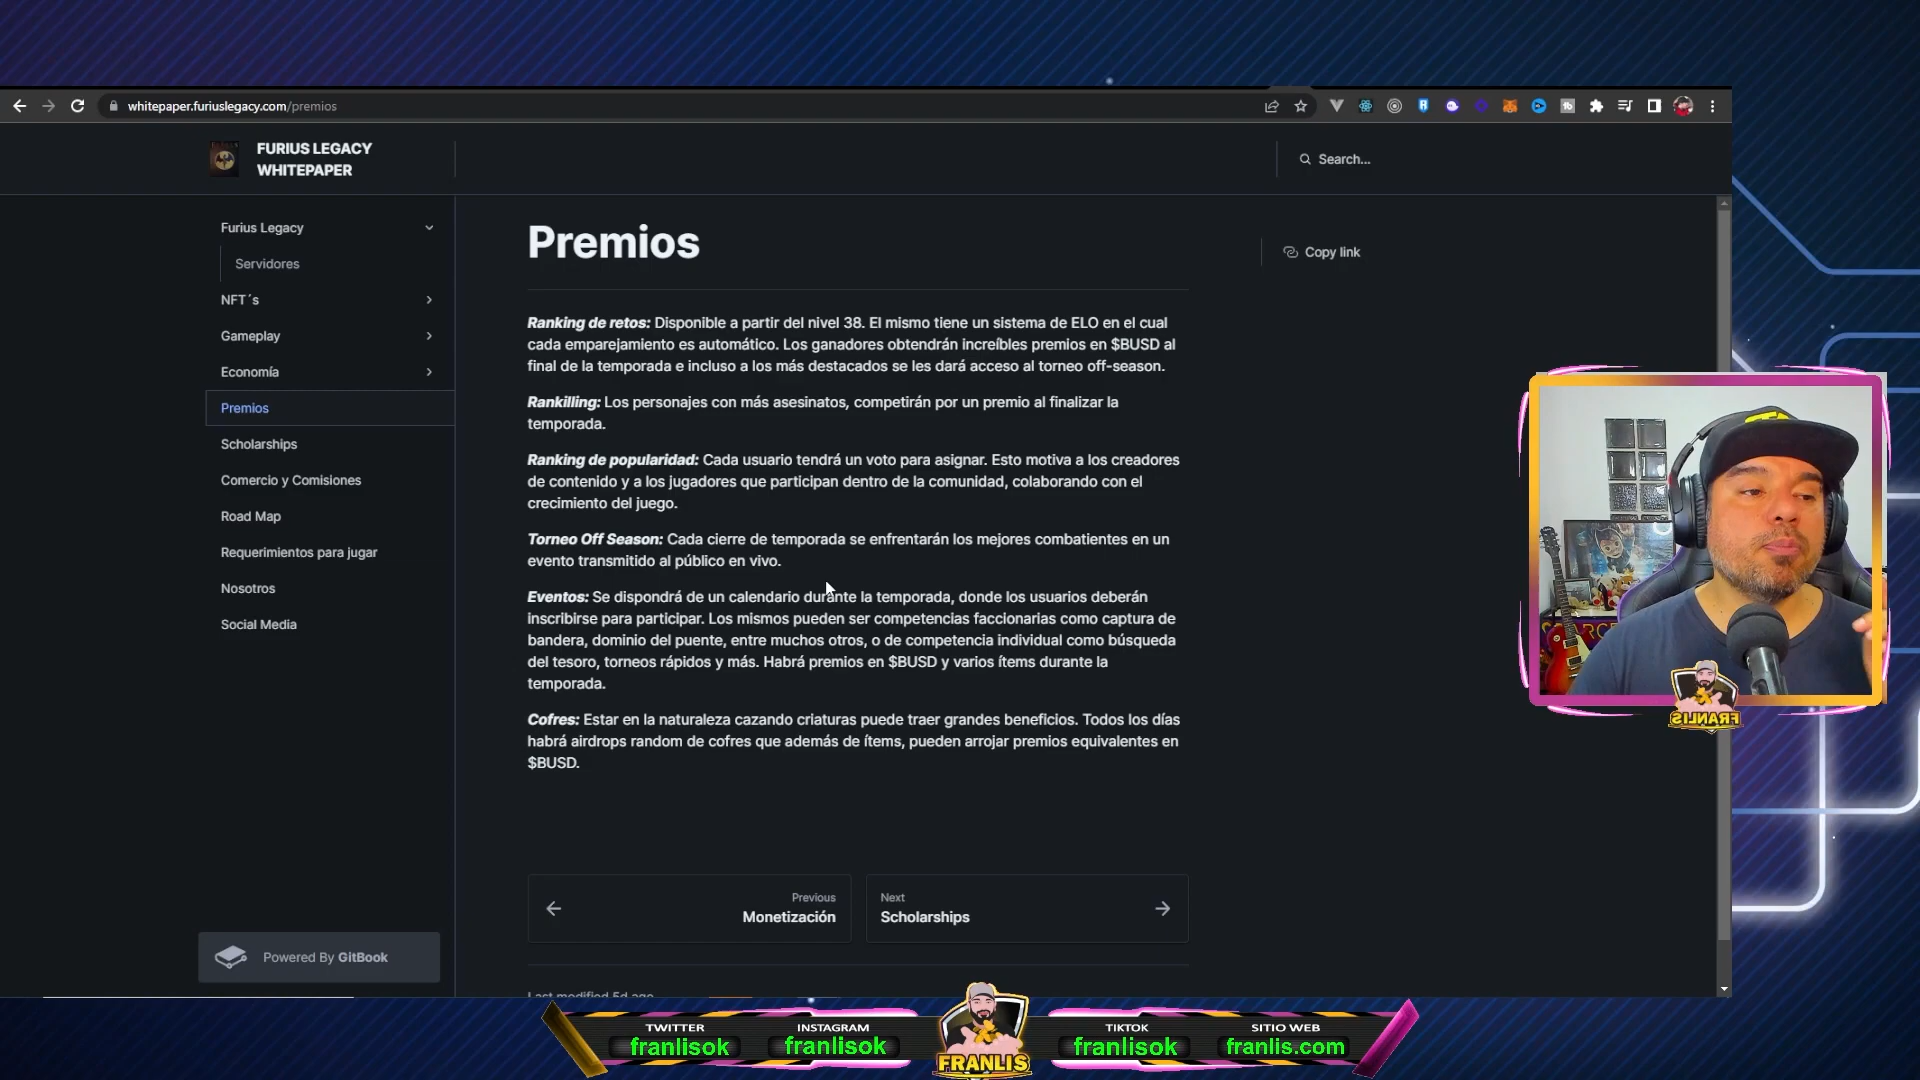 whitepaper.furiuslegacy.com/premios
FURIUS LEGACY
WHITEPAPER
Search...
Furius Legacy
Servidores
NFT´s
Gameplay
Economía
Premios
Scholarships
Comercio y Comisiones
Road Map
Requerimientos para jugar
Nosotros
Social Media
Powered By GitBook
Premios
Copy link
Ranking de retos: Disponible a partir del nivel 38. El mismo tiene un sistema de ELO en el cual
cada emparejamiento es automático. Los ganadores obtendrán increíbles premios en $BUSD al
final de la temporada e incluso a los más destacados se les dará acceso al torneo off-season.
Rankilling: Los personajes con más asesinatos, competirán por un premio al finalizar la
temporada.
Ranking de popularidad: Cada usuario tendrá un voto para asignar. Esto motiva a los creadores
de contenido y a los jugadores que participan dentro de la comunidad, colaborando con el
crecimiento del juego.
Torneo Off Season: Cada cierre de temporada se enfrentarán los mejores combatientes en un
evento transmitido al público en vivo.
Eventos: Se dispondrá de un calendario durante la temporada, donde los usuarios deberán
inscribirse para participar. Los mismos pueden ser competencias faccionarias como captura de
bandera, dominio del puente, entre muchos otros, o de competencia individual como búsqueda
del tesoro, torneos rápidos y más. Habrá premios en $BUSD y varios ítems durante la
temporada.
Cofres: Estar en la naturaleza cazando criaturas puede traer grandes beneficios. Todos los días
habrá airdrops random de cofres que además de ítems, pueden arrojar premios equivalentes en
$BUSD.
Previous
Monetización
Next
Scholarships
Last modified 5d ago
FRANLIS
TWITTER
franlisok
INSTAGRAM
franlisok
FRANLIS
TIKTOK
franlisok
SITIO WEB
franlis.com